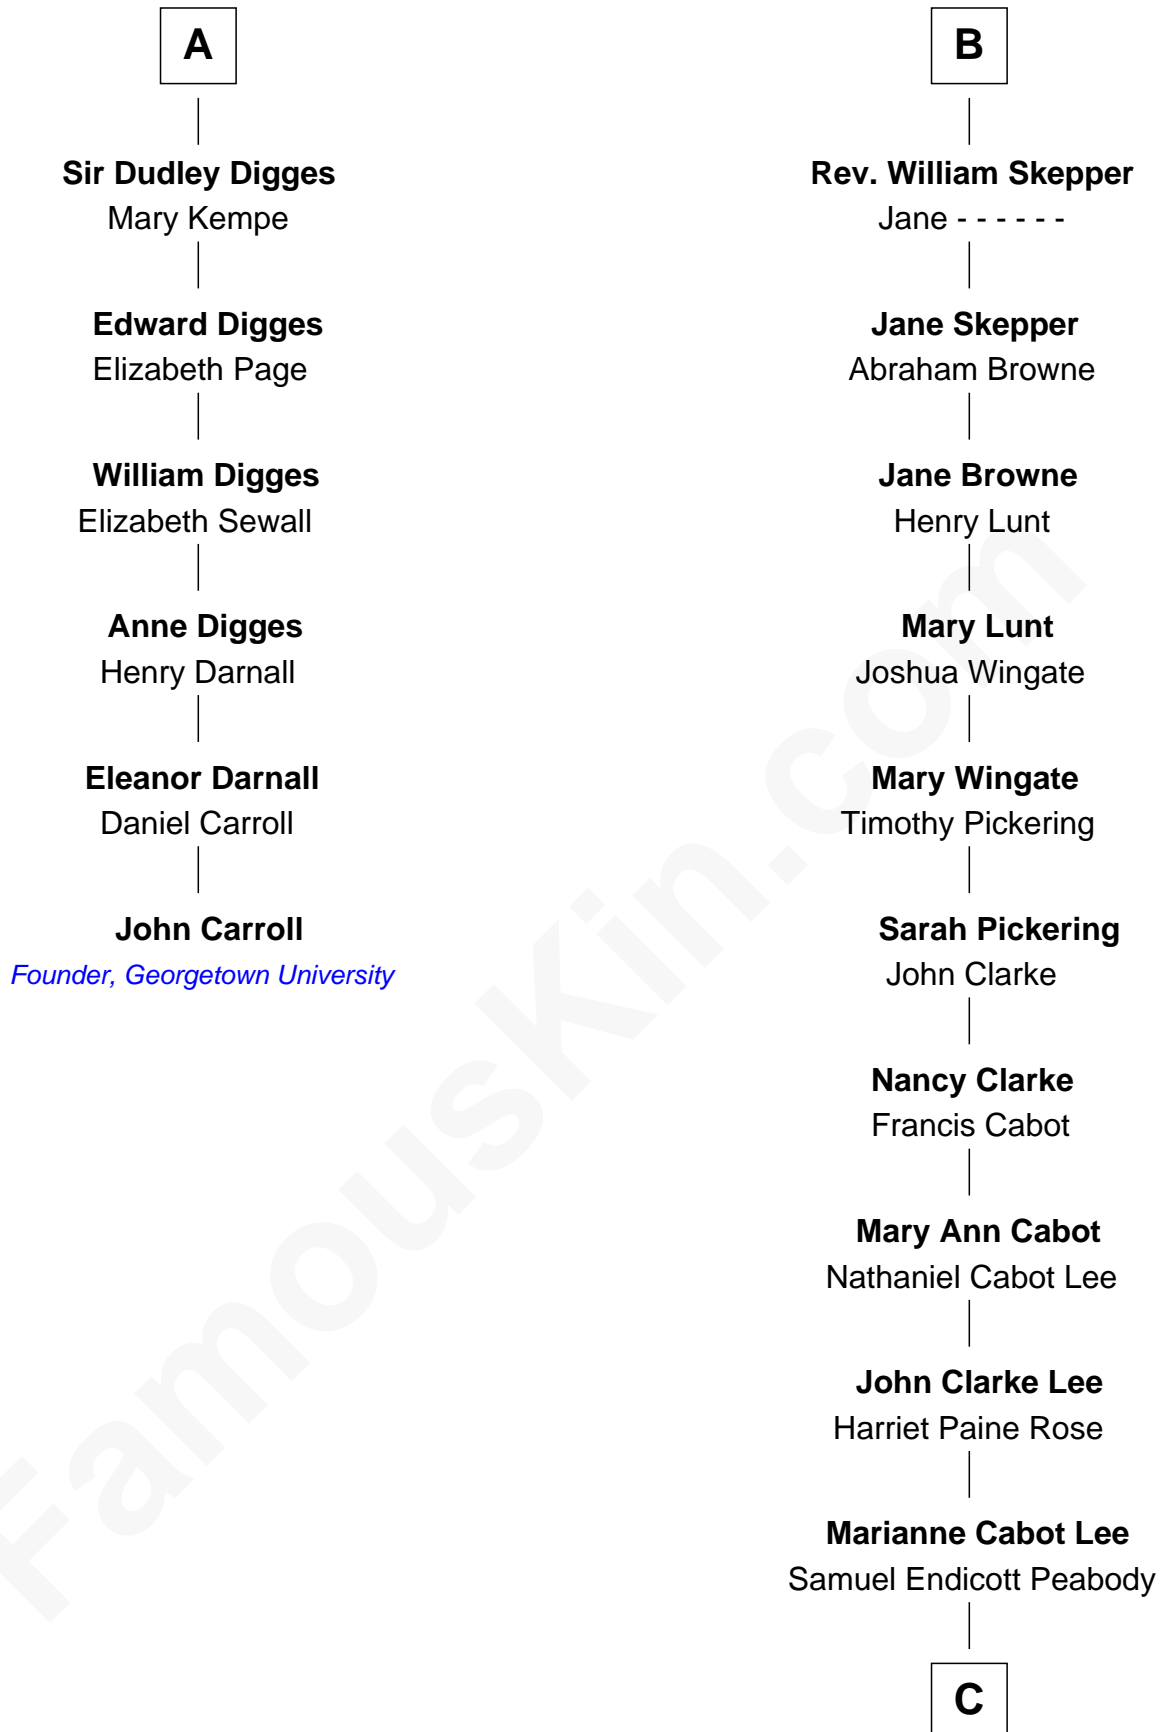 A
Sir Dudley Digges
Mary Kempe
Edward Digges
Elizabeth Page
William Digges
Elizabeth Sewall
Anne Digges
Henry Darnall
Eleanor Darnall
Daniel Carroll
John Carroll
Founder, Georgetown University
B
Rev. William Skepper
Jane - - - - - -
Jane Skepper
Abraham Browne
Jane Browne
Henry Lunt
Mary Lunt
Joshua Wingate
Mary Wingate
Timothy Pickering
Sarah Pickering
John Clarke
Nancy Clarke
Francis Cabot
Mary Ann Cabot
Nathaniel Cabot Lee
John Clarke Lee
Harriet Paine Rose
Marianne Cabot Lee
Samuel Endicott Peabody
C
FamousKin.com